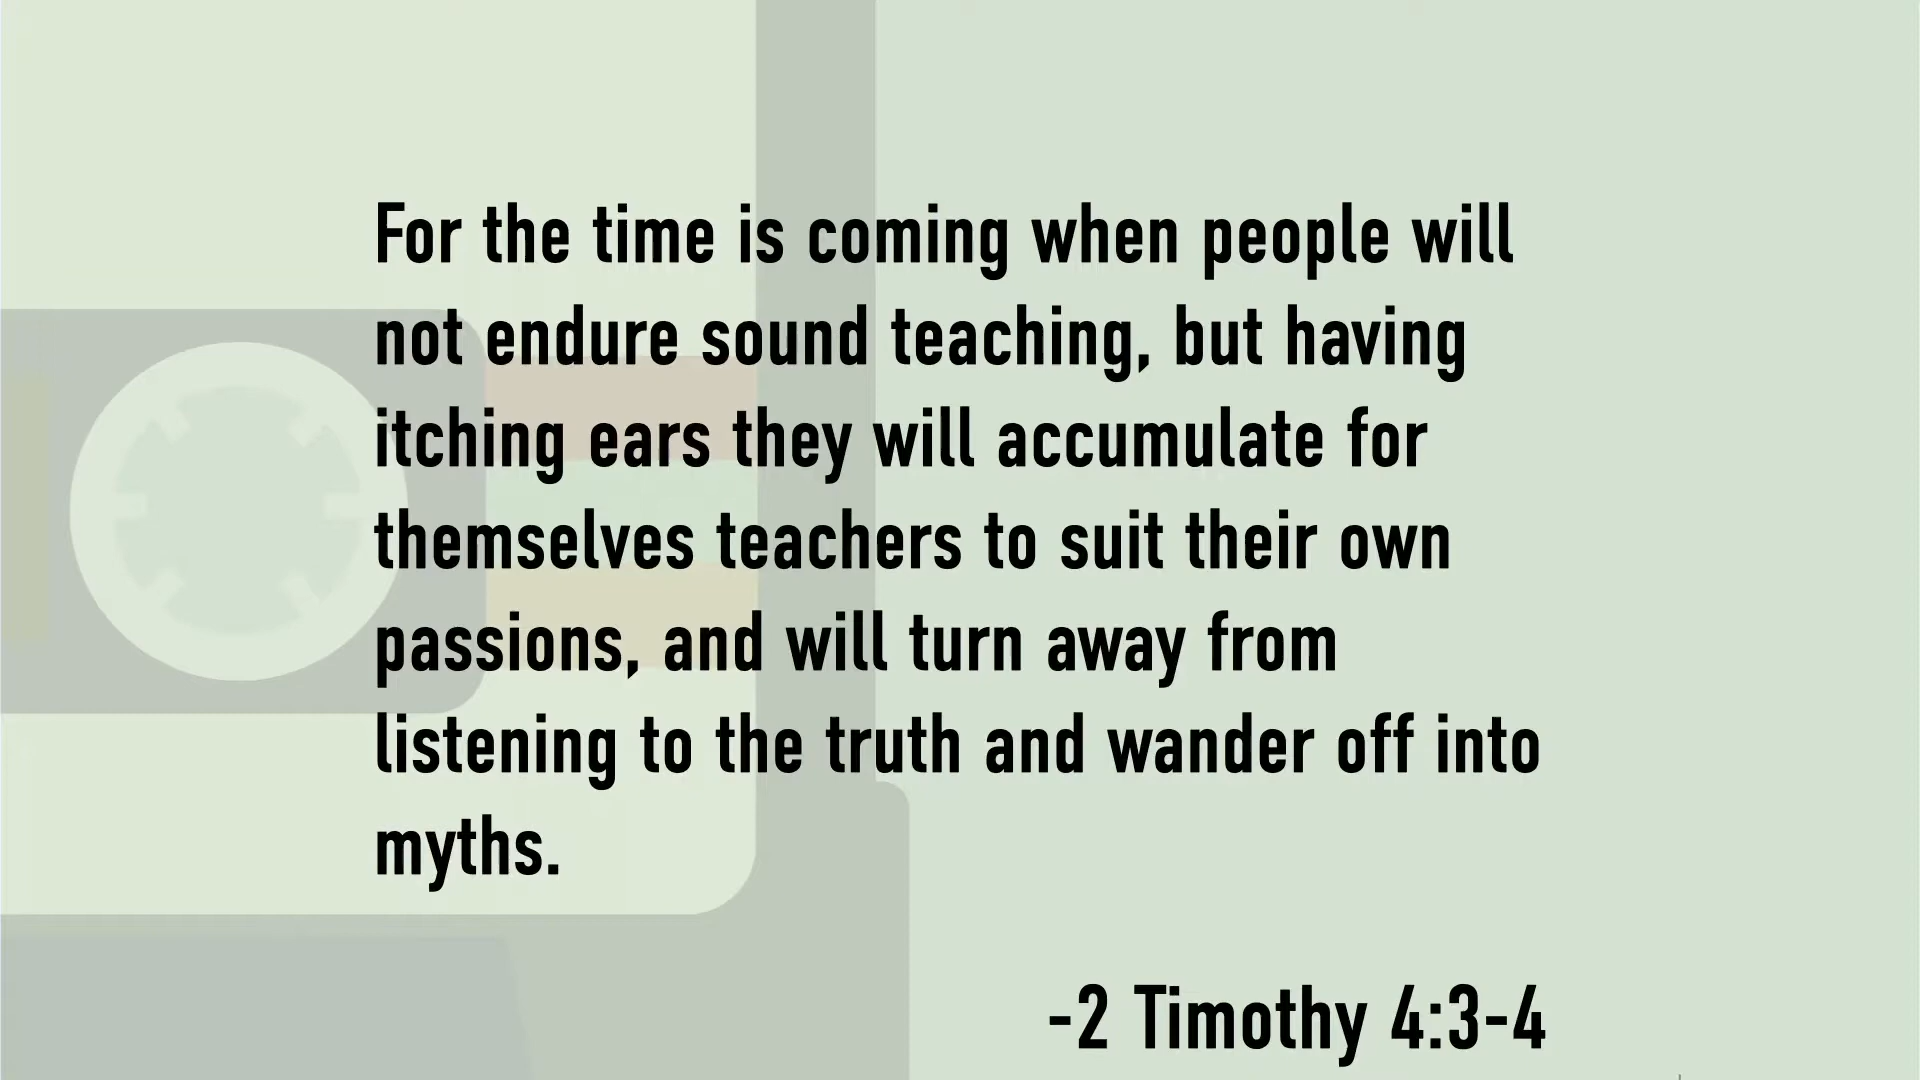 For the time is coming when people will
not endure sound teaching, but having
itching ears they will accumulate for
themselves teachers to suit their own
passions, and will turn away from
listening to the truth and wander off into
myths.
-2 Timothy 4:3-4